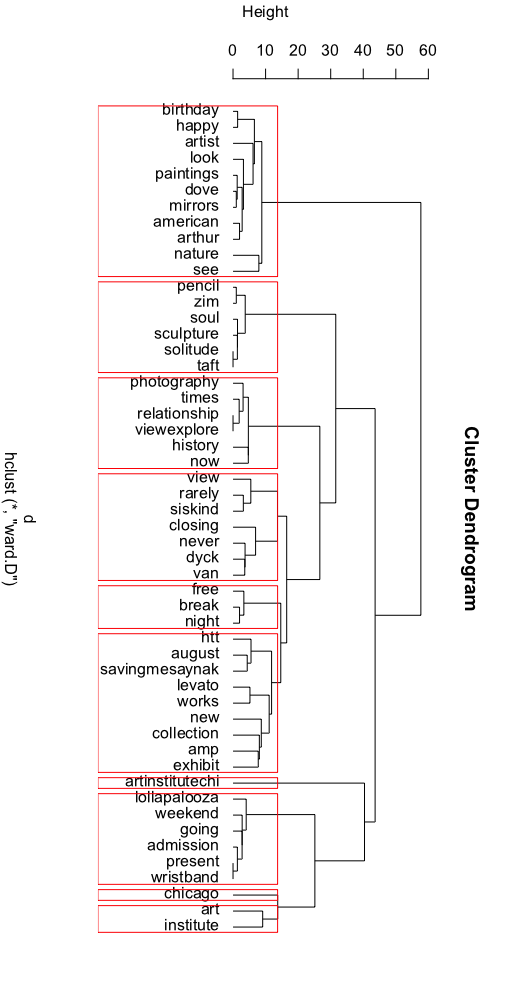 Height
0 10 20 30 40 50 60
birthday
happy
artist
look
paintings
dove
mirrors
american
arthur
nature
see
pencil
zim
soul
sculpture
solitude
taft
photography
times
relationship
viewexplore
history
now
view
rarely
siskind
closing
never
dyck
van
free
break
night
htt
august
savingmesaynak
levato
works
new
collection
amp
exhibit
artinstitutechi
lollapalooza
weekend
going
admission
present
wristband
chicago
art
institute
Cluster Dendrogram
d
hclust (*, "ward.D")